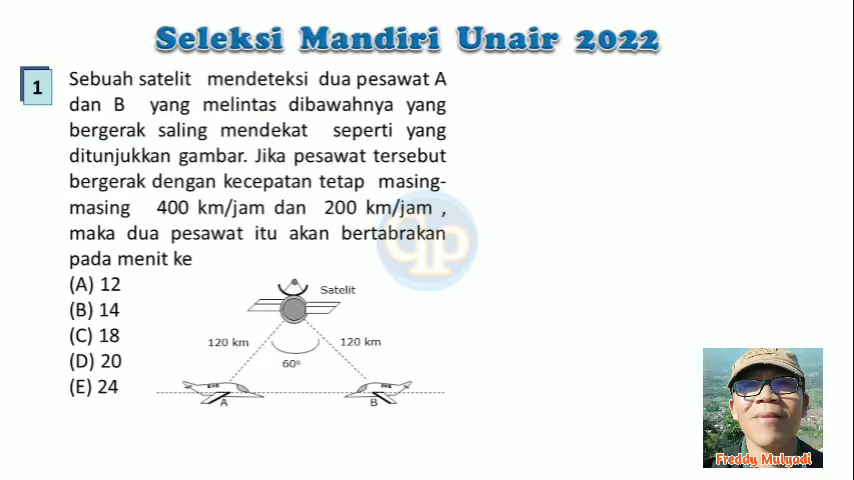 Seleksi Mandiri Unair 2022
1
Sebuah satelit mendeteksi dua pesawat A
dan B yang melintas dibawahnya yang
bergerak saling mendekat seperti yang
ditunjukkan gambar. Jika pesawat tersebut
bergerak dengan kecepatan tetap masing-
masing 400 km/jam dan 200 km/jam ,
maka dua pesawat itu akan bertabrakan
pada menit ke
(A) 12
(B) 14
(C) 18
(D) 20
(E) 24
Satelit
120 km
120 km
60°
A
B
Freddy Mulyadi